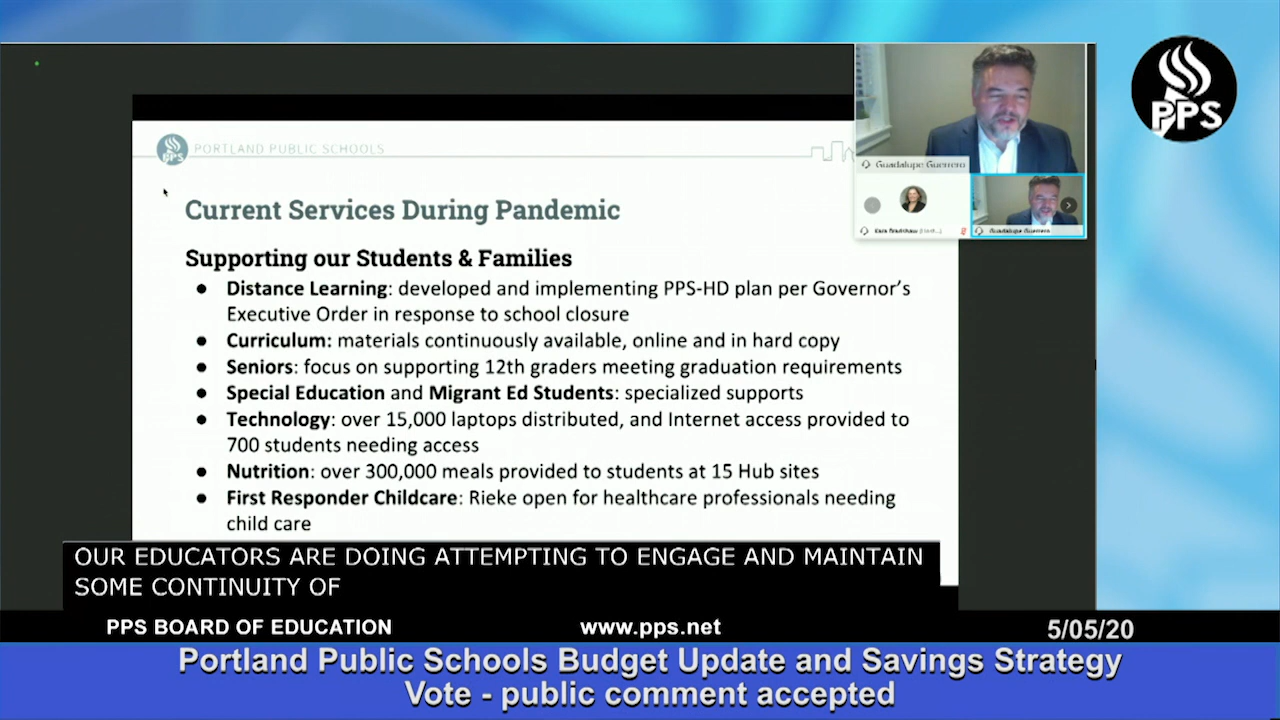 PPS
PORTLAND PUBLIC SCHOOLS
Guadalupe Guerrero
Guadalupe Guerrero
PPS
Current Services During Pandemic
Supporting our Students & Families
● Distance Learning: developed and implementing PPS-HD plan per Governor's
Executive Order in response to school closure
● Curriculum: materials continuously available, online and in hard copy
● Seniors: focus on supporting 12th graders meeting graduation requirements
● Special Education and Migrant Ed Students: specialized supports
● Technology: over 15,000 laptops distributed, and Internet access provided to
700 students needing access
● Nutrition: over 300,000 meals provided to students at 15 Hub sites
● First Responder Childcare: Rieke open for healthcare professionals needing
child care
OUR EDUCATORS ARE DOING ATTEMPTING TO ENGAGE AND MAINTAIN
SOME CONTINUITY OF
PPS BOARD OF EDUCATION www.pps.net 5/05/20
Portland Public Schools Budget Update and Savings Strategy
Vote - public comment accepted